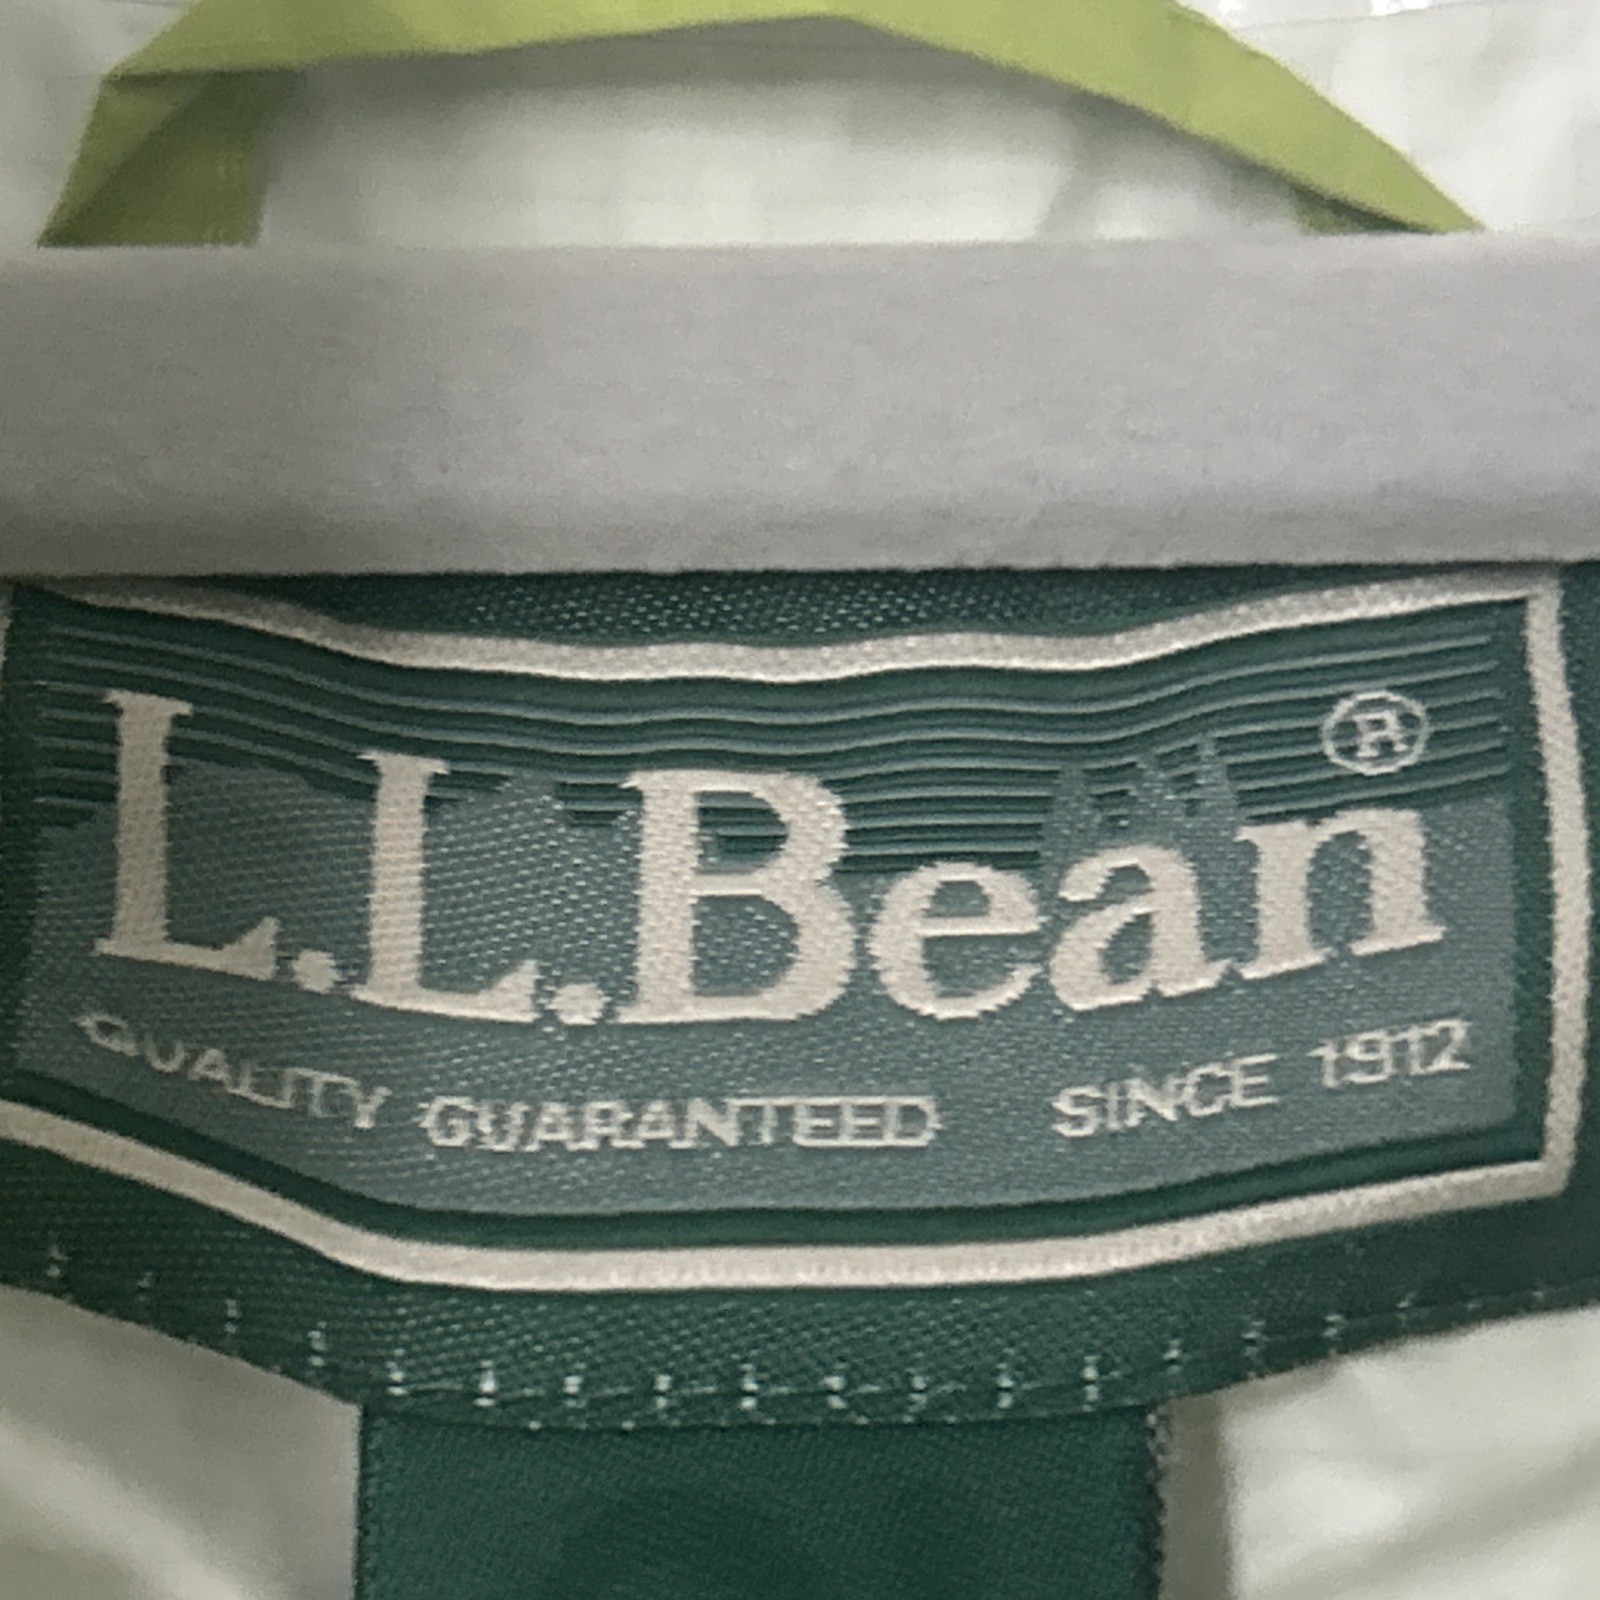 L.L.Bean®
QUALITY GUARANTEED SINCE 1912